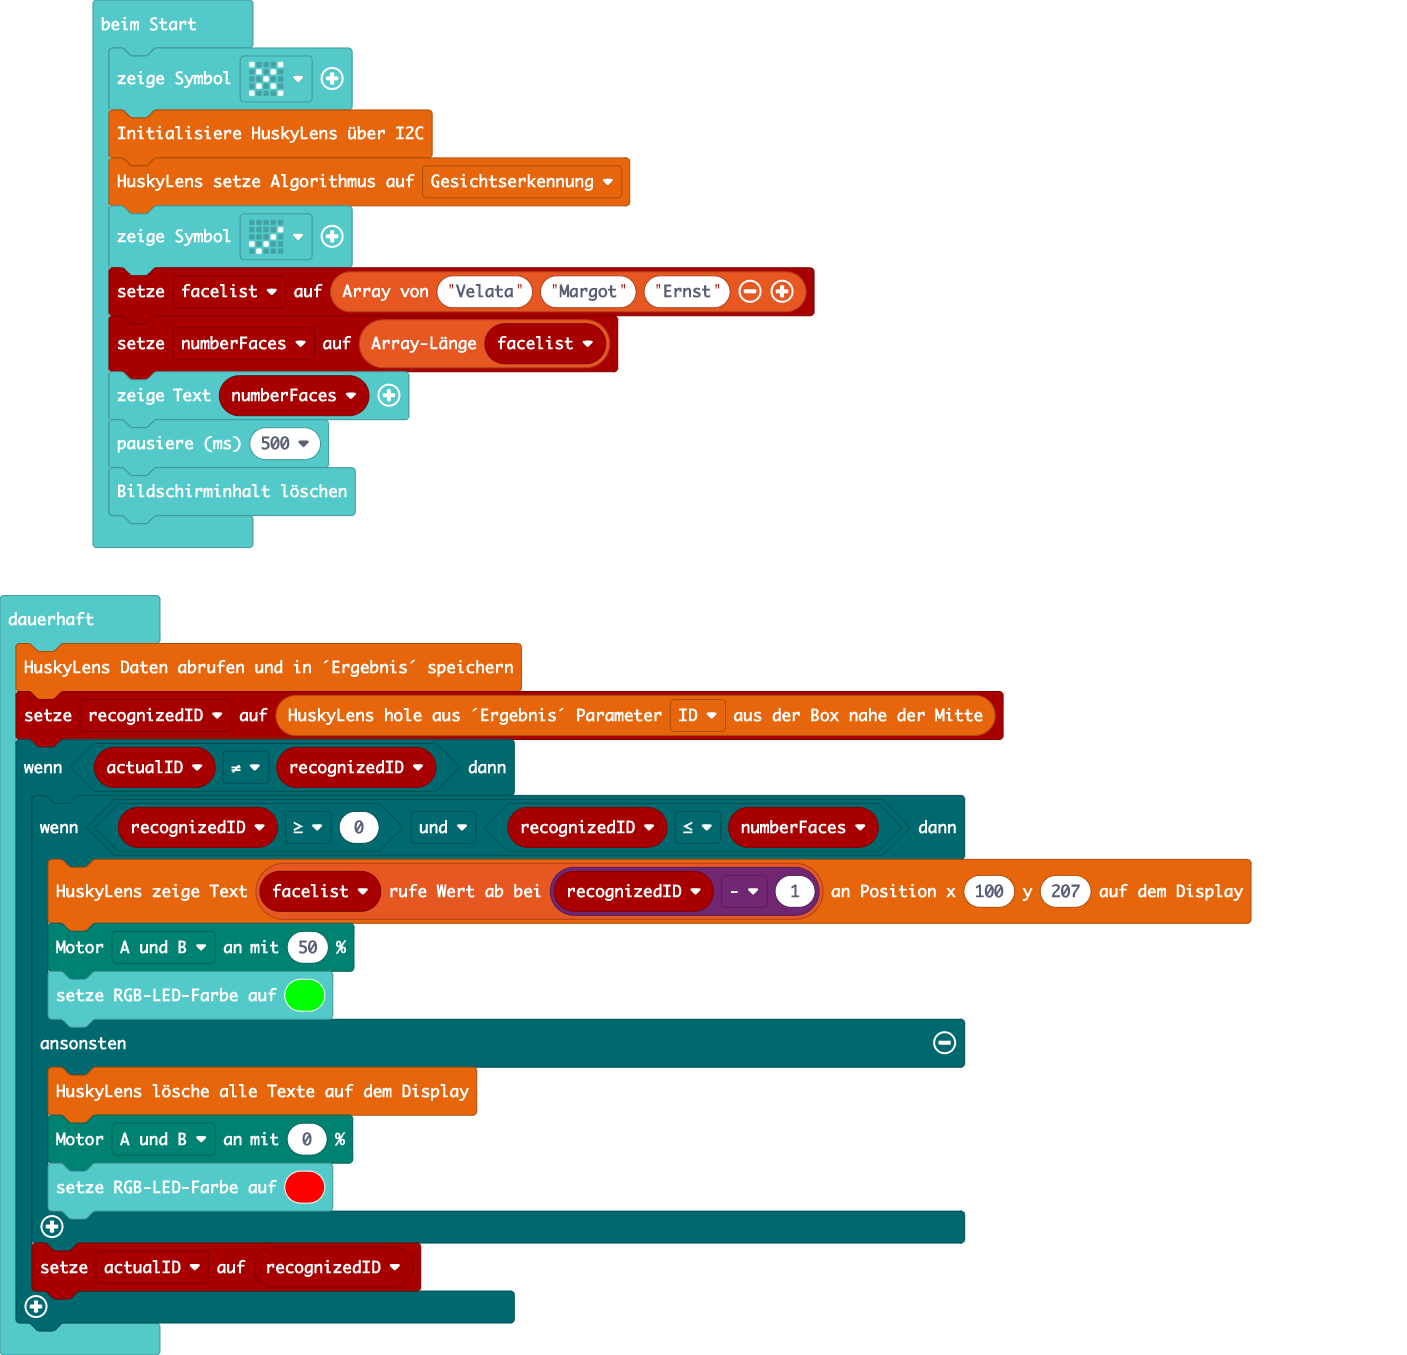 beim Start
zeige Symbol
Initialisiere HuskyLens über I2C
HuskyLens setze Algorithmus auf Gesichtserkennung
zeige Symbol
setze facelist auf Array von "Velata" "Margot" "Ernst"
setze numberFaces auf Array-Länge facelist
zeige Text numberFaces
pausiere (ms) 500
Bildschirminhalt löschen
dauerhaft
HuskyLens Daten abrufen und in ´Ergebnis´ speichern
setze recognizedID auf HuskyLens hole aus ´Ergebnis´ Parameter ID aus der Box nahe der Mitte
wenn actualID ≠ recognizedID dann
wenn recognizedID ≥ 0 und recognizedID ≤ numberFaces dann
HuskyLens zeige Text facelist rufe Wert ab bei recognizedID - 1 an Position x 100 y 207 auf dem Display
Motor A und B an mit 50 %
setze RGB-LED-Farbe auf
ansonsten
HuskyLens lösche alle Texte auf dem Display
Motor A und B an mit 0 %
setze RGB-LED-Farbe auf
setze actualID auf recognizedID